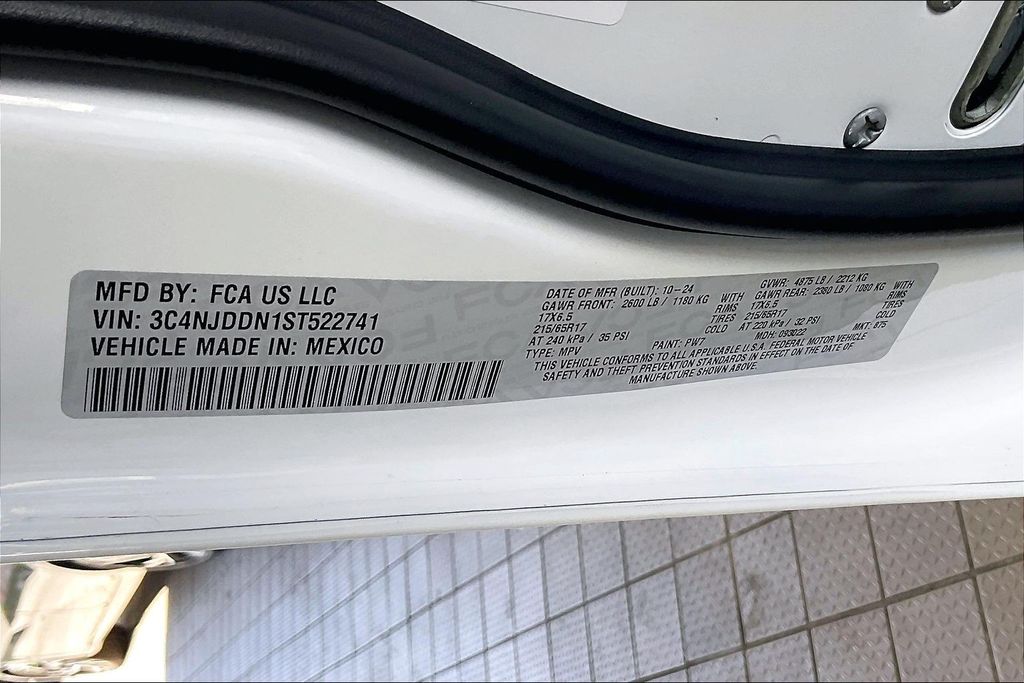 MFD BY: FCA US LLC
VIN: 3C4NJDDN1ST522741
VEHICLE MADE IN: MEXICO
DATE OF MFR (BUILT): 10-24 GVWR: 4875 LB / 2212 KG
GAWR FRONT: 2600 LB / 1180 KG WITH GAWR REAR: 2380 LB / 1080 KG WITH
17X6.5 RIMS 17X6.5 RIMS
215/65R17 TIRES 215/65R17 TIRES
AT 240 kPa / 35 PSI COLD AT 220 kPa / 32 PSI COLD
TYPE: MPV PAINT: PW7 MDH: 093022 MKT: 875
THIS VEHICLE CONFORMS TO ALL APPLICABLE U.S.A. FEDERAL MOTOR VEHICLE
SAFETY AND THEFT PREVENTION STANDARDS IN EFFECT ON THE DATE OF
MANUFACTURE SHOWN ABOVE.